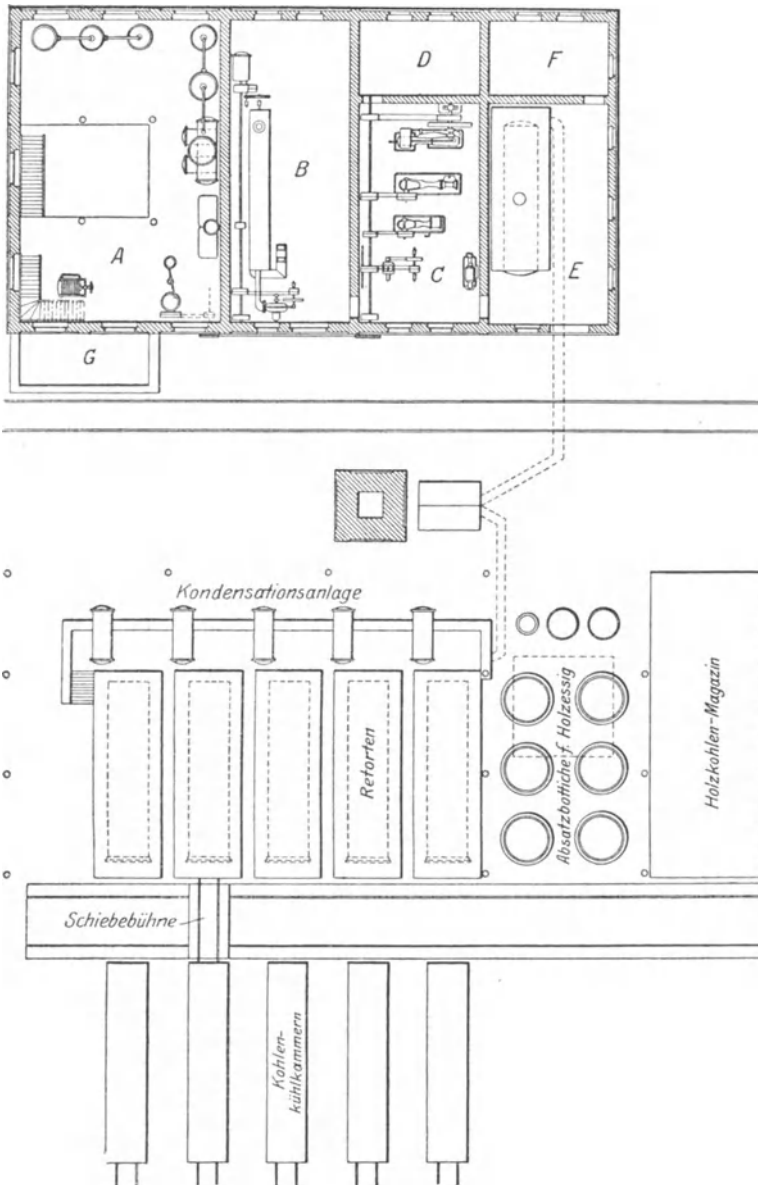 D
F
B
A
C
E
G
Kondensationsanlage
Retorten
Absatzbottiche f. Holzessig
Holzkohlen-Magazin
Schiebebühne
Kohlen-
kühlkammern